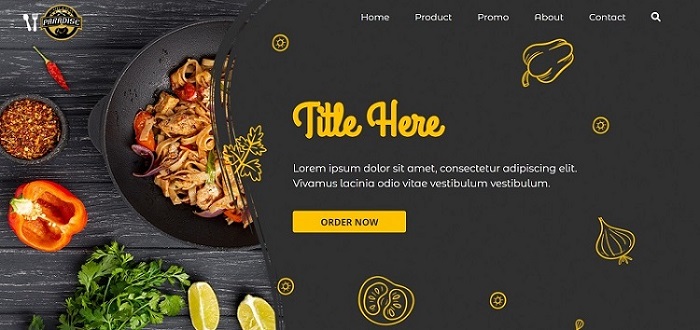 PARADISE
Home Product Promo About Contact
Title Here
Lorem ipsum dolor sit amet, consectetur adipiscing elit.
Vivamus lacinia odio vitae vestibulum vestibulum.
ORDER NOW